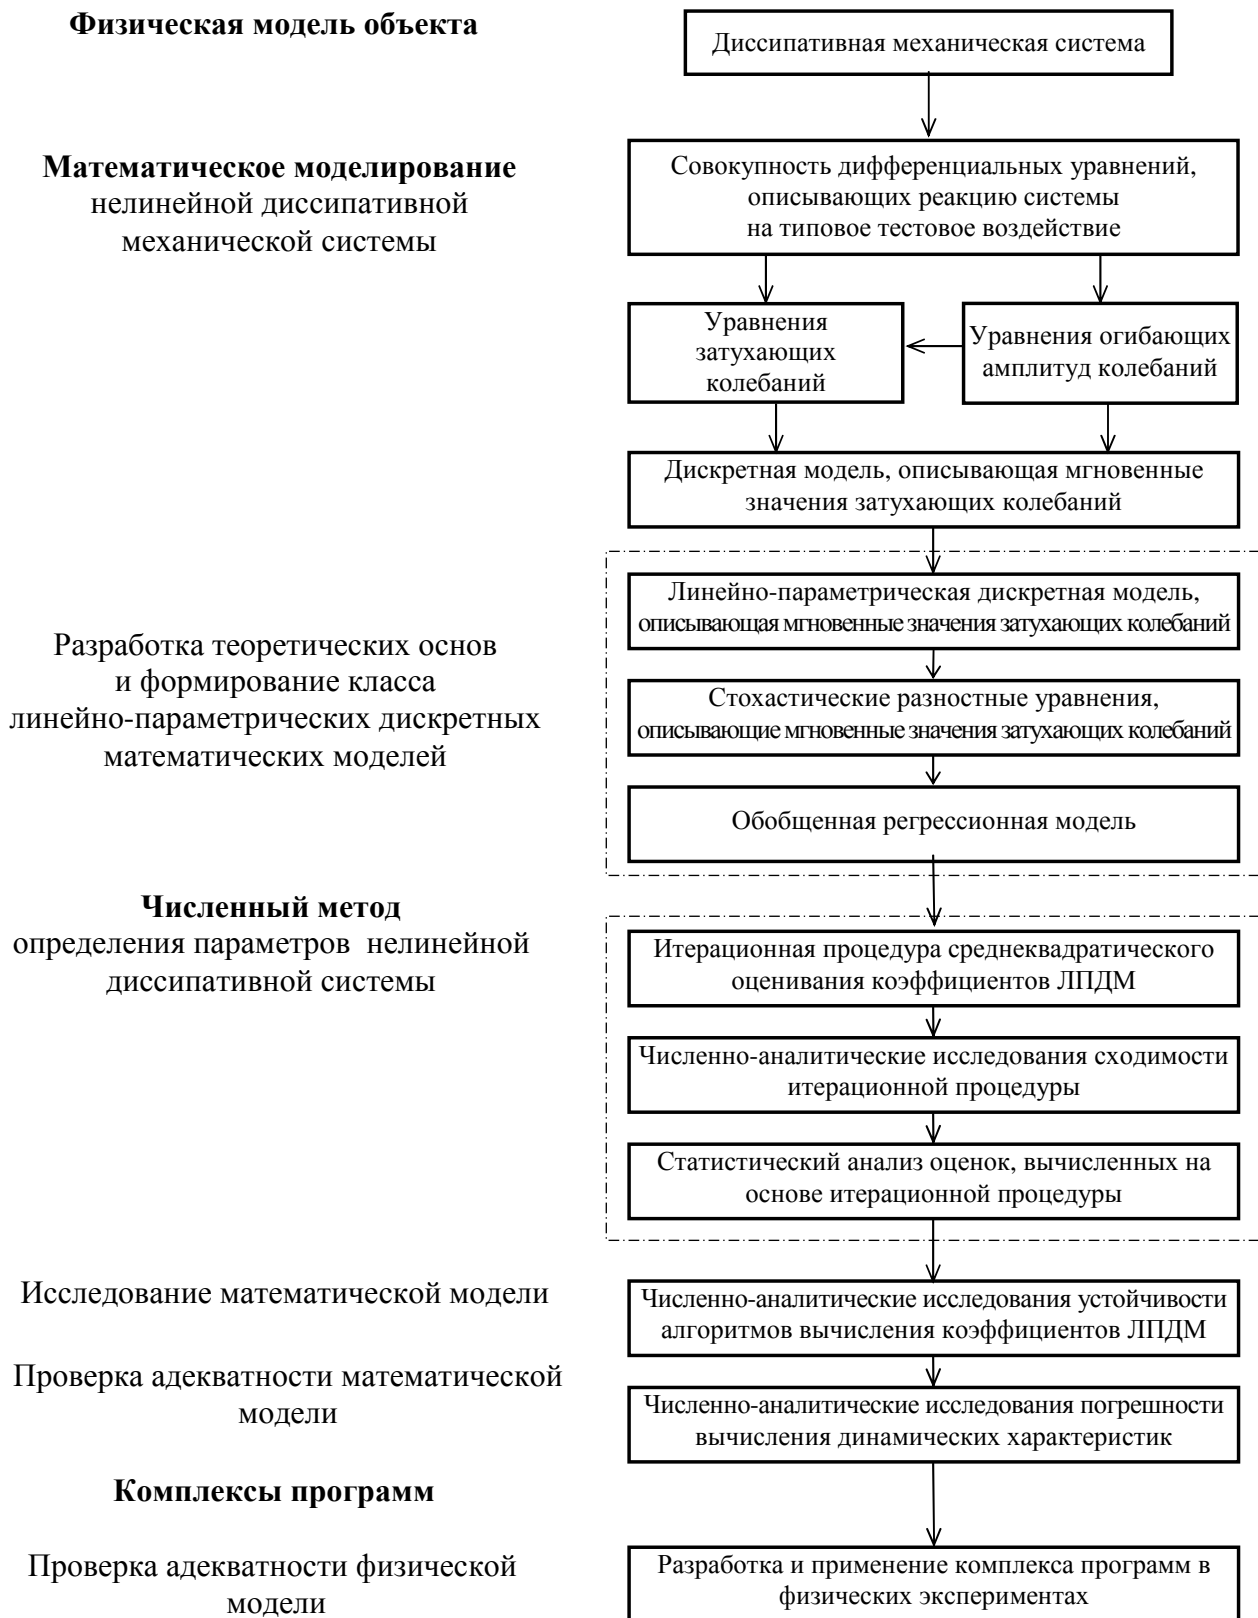 Физическая модель объекта
Диссипативная механическая система
Математическое моделирование
нелинейной диссипативной
механической системы
Совокупность дифференциальных уравнений,
описывающих реакцию системы
на типовое тестовое воздействие
Уравнения
затухающих
колебаний
Уравнения огибающих
амплитуд колебаний
Дискретная модель, описывающая мгновенные
значения затухающих колебаний
Разработка теоретических основ
и формирование класса
линейно-параметрических дискретных
математических моделей
Линейно-параметрическая дискретная модель,
описывающая мгновенные значения затухающих колебаний
Стохастические разностные уравнения,
описывающие мгновенные значения затухающих колебаний
Обобщенная регрессионная модель
Численный метод
определения параметров нелинейной
диссипативной системы
Итерационная процедура среднеквадратического
оценивания коэффициентов ЛПДМ
Численно-аналитические исследования сходимости
итерационной процедуры
Статистический анализ оценок, вычисленных на
основе итерационной процедуры
Исследование математической модели
Численно-аналитические исследования устойчивости
алгоритмов вычисления коэффициентов ЛПДМ
Проверка адекватности математической
модели
Численно-аналитические исследования погрешности
вычисления динамических характеристик
Комплексы программ
Проверка адекватности физической
модели
Разработка и применение комплекса программ в
физических экспериментах